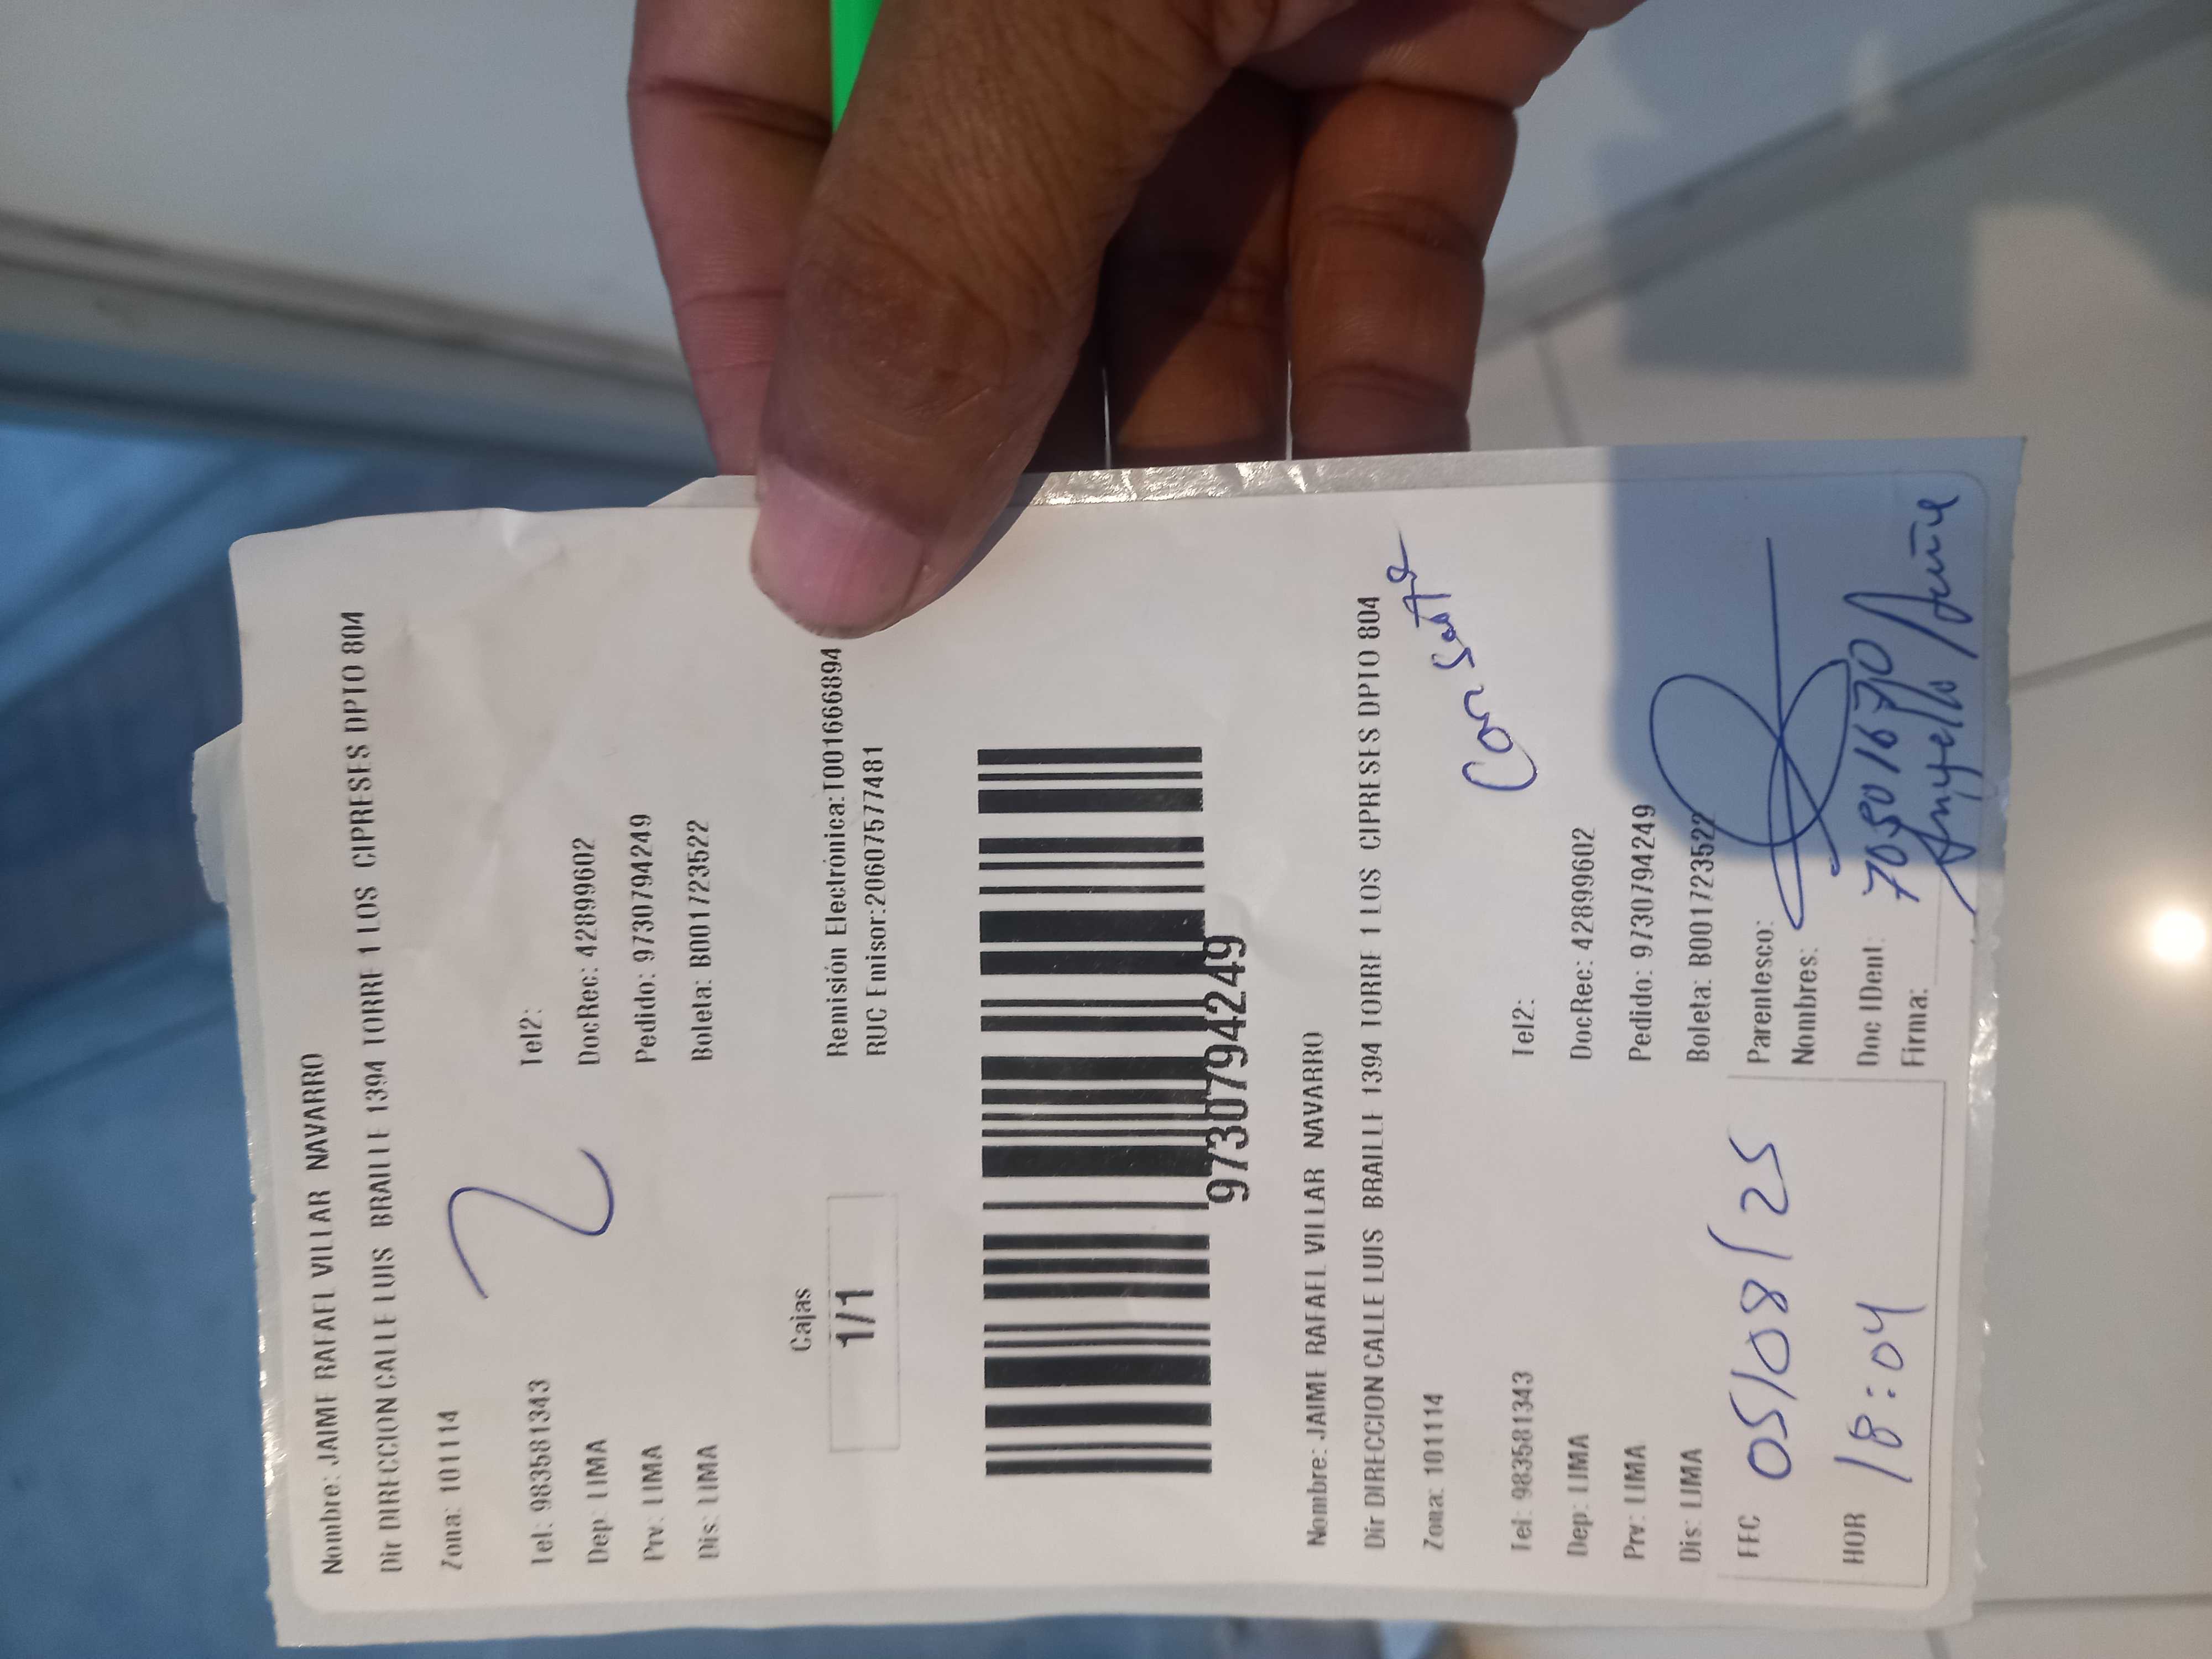 Nombre: JAIME RAFAEL VILLAR NAVARRO
Dir DIRECCION CALLE LUIS BRAILLE 1394 TORRE 1 LOS CIPRESES DPTO 804
Zona: 101114
2
Tel: 983581343 Tel2:
Dep: LIMA DocRec: 42899602
Prv: LIMA Pedido: 9730794249
Dis: LIMA Boleta: B001723522
Cajas
1/1
Remisión Electrónica:T001666894
RUC Emisor:20607577481
9730794249
Nombre: JAIME RAFAEL VILLAR NAVARRO
Dir DIRECCION CALLE LUIS BRAILLE 1394 TORRE 1 LOS CIPRESES DPTO 804
Zona: 101114
Tel: 983581343 Tel2:
Dep: LIMA DocRec: 42899602
Prv: LIMA Pedido: 9730794249
Dis: LIMA Boleta: B001723522
FEC 05/08/25
Parentesco:
Nombres:
HOR 18:04
Doc IDent: 70501670
Firma: